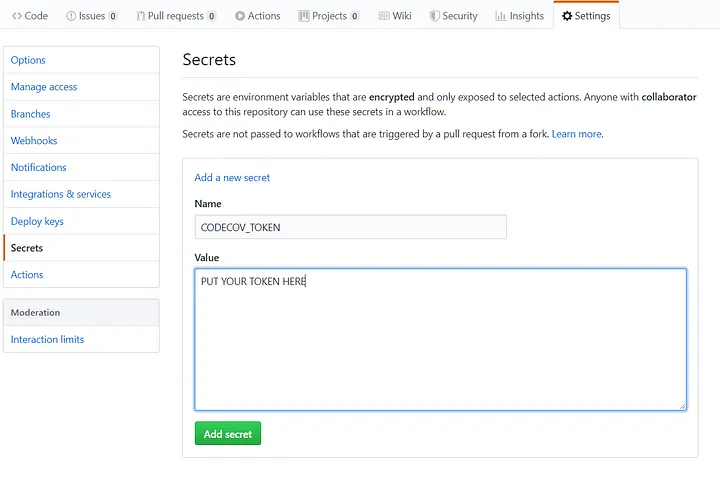 Code Issues 0 Pull requests 0 Actions Projects 0 Wiki Security Insights Settings
Options
Manage access
Branches
Webhooks
Notifications
Integrations & services
Deploy keys
Secrets
Actions
Moderation
Interaction limits
Secrets
Secrets are environment variables that are encrypted and only exposed to selected actions. Anyone with collaborator
access to this repository can use these secrets in a workflow.
Secrets are not passed to workflows that are triggered by a pull request from a fork. Learn more.
Add a new secret
Name
CODECOV_TOKEN
Value
PUT YOUR TOKEN HERE
Add secret